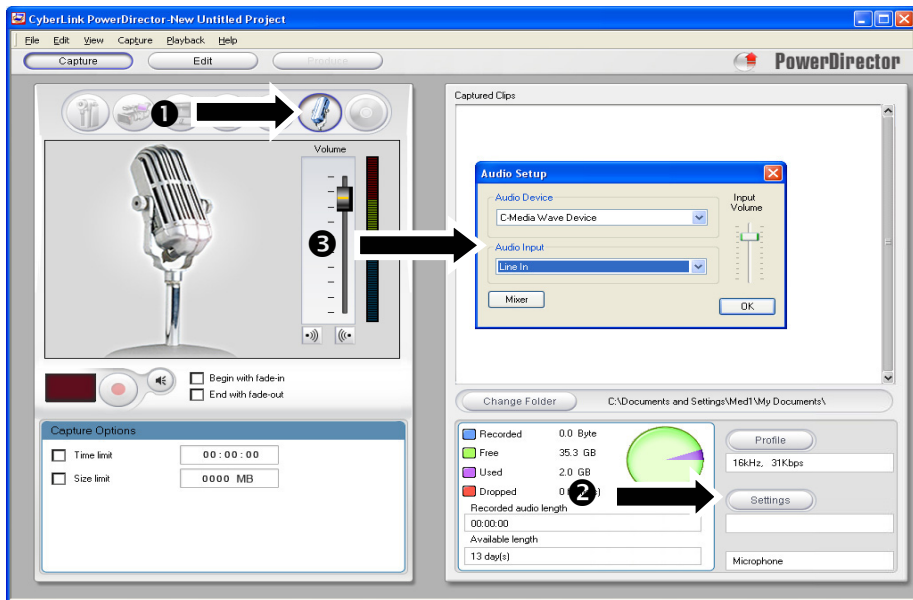 CyberLink PowerDirector-New Untitled Project
File Edit View Capture Playback Help
Capture Edit Produce
PowerDirector
1
Volume
3
Begin with fade-in
End with fade-out
Capture Options
Time limit 00:00:00
Size limit 0000 MB
Captured Clips
Audio Setup
Audio Device
C-Media Wave Device
Audio Input
Line In
Mixer
Input
Volume
OK
Change Folder C:\Documents and Settings\Med1\My Documents\
Recorded 0.0 Byte
Free 35.3 GB
Used 2.0 GB
Dropped 0
2
Recorded audio length
00:00:00
Available length
13 day(s)
Profile
16kHz, 31Kbps
Settings
Microphone